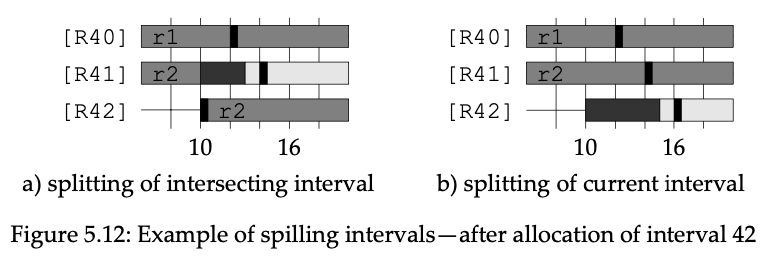 [R40] r1
[R41] r2
[R42] r2
10 16
a) splitting of intersecting interval
[R40] r1
[R41] r2
[R42]
10 16
b) splitting of current interval
Figure 5.12: Example of spilling intervals—after allocation of interval 42